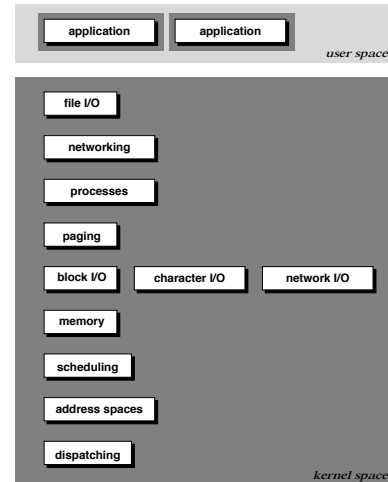 application application
user space
file I/O
networking
processes
paging
block I/O character I/O network I/O
memory
scheduling
address spaces
dispatching
kernel space